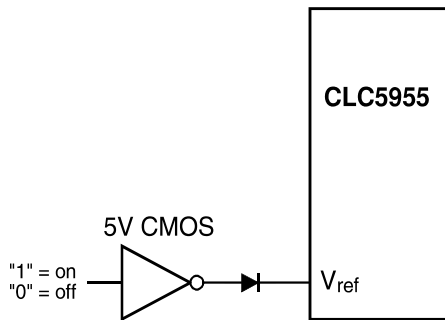 CLC5955
5V CMOS
"1" = on
"0" = off
Vref